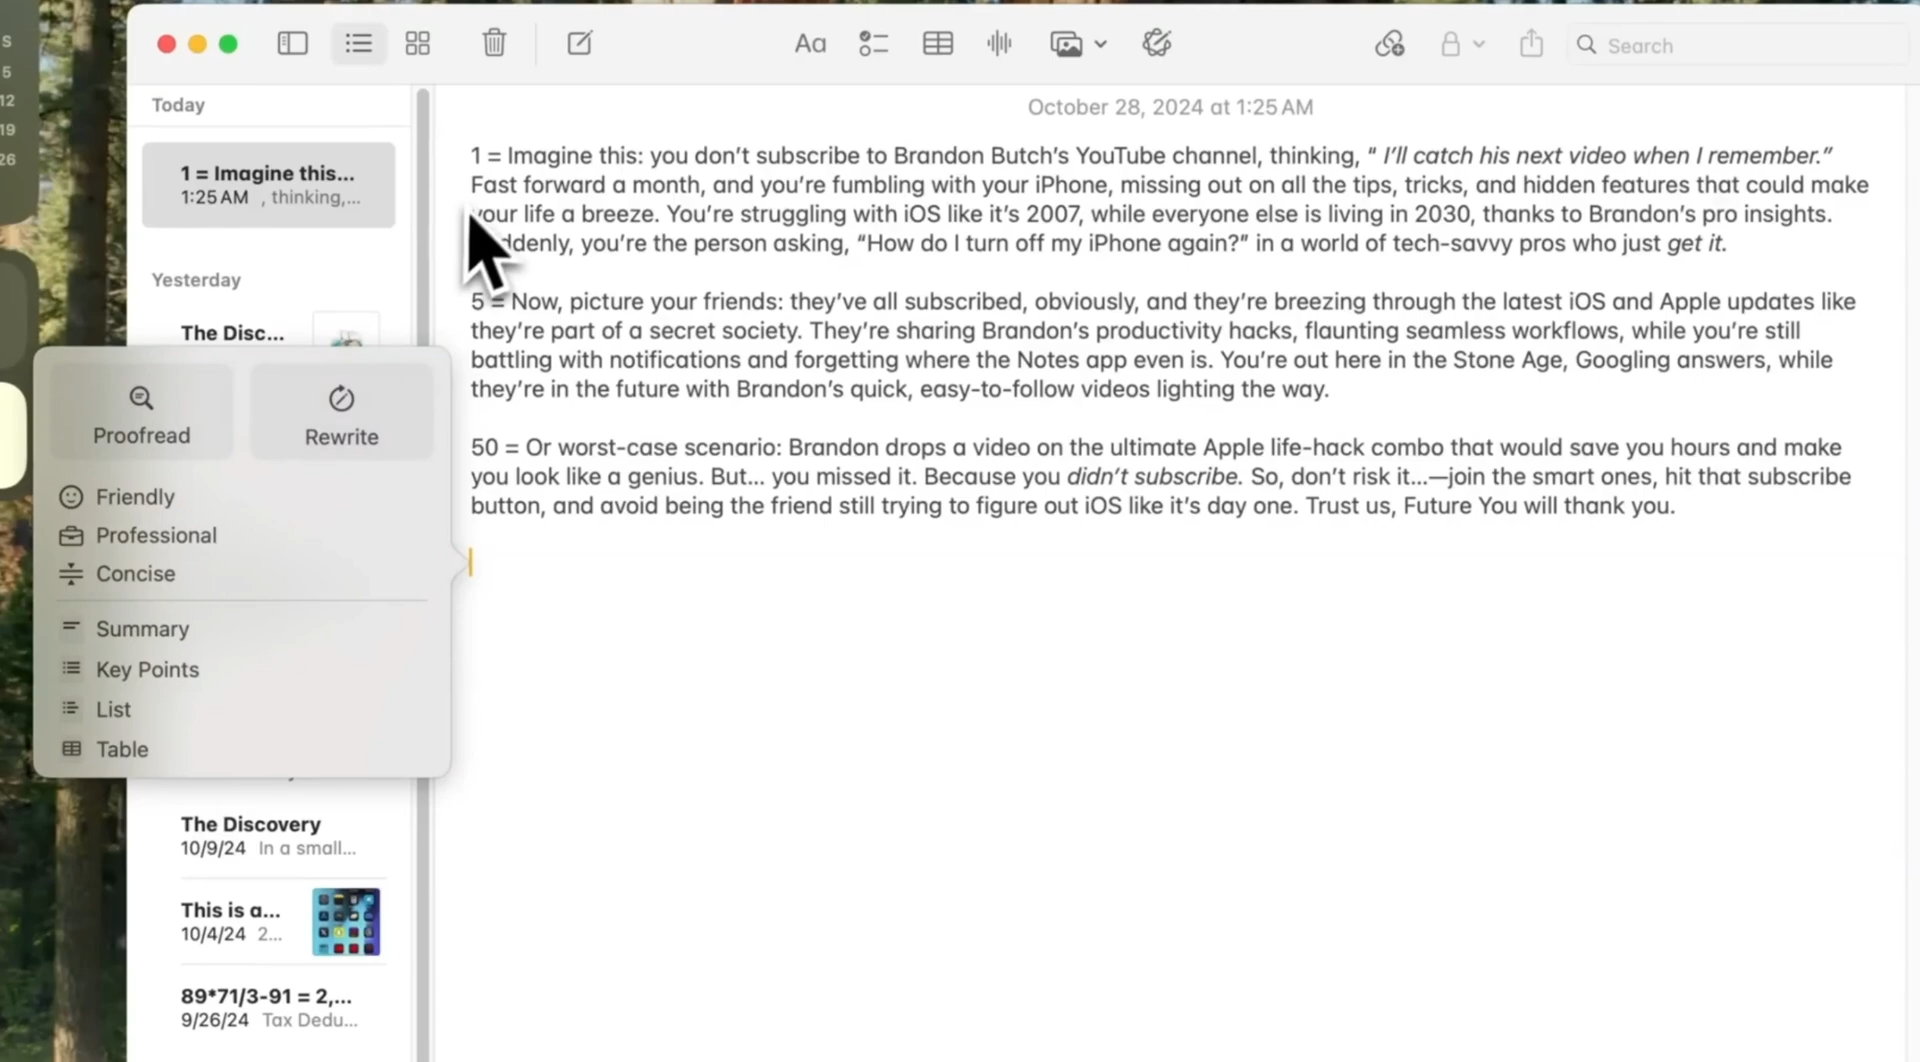 S
5
12
19
26
Aa
Search
Today
1 = Imagine this...
1:25 AM , thinking,...
Yesterday
The Disc...
Proofread
Rewrite
Friendly
Professional
Concise
Summary
Key Points
List
Table
The Discovery
10/9/24 In a small...
This is a...
10/4/24 2...
89*71/3-91 = 2,...
9/26/24 Tax Dedu...
October 28, 2024 at 1:25 AM
1 = Imagine this: you don’t subscribe to Brandon Butch’s YouTube channel, thinking, “ I’ll catch his next video when I remember.”
Fast forward a month, and you’re fumbling with your iPhone, missing out on all the tips, tricks, and hidden features that could make
your life a breeze. You’re struggling with iOS like it’s 2007, while everyone else is living in 2030, thanks to Brandon’s pro insights.
ddenly, you’re the person asking, “How do I turn off my iPhone again?” in a world of tech-savvy pros who just get it.
5 = Now, picture your friends: they’ve all subscribed, obviously, and they’re breezing through the latest iOS and Apple updates like
they’re part of a secret society. They’re sharing Brandon’s productivity hacks, flaunting seamless workflows, while you’re still
battling with notifications and forgetting where the Notes app even is. You’re out here in the Stone Age, Googling answers, while
they’re in the future with Brandon’s quick, easy-to-follow videos lighting the way.
50 = Or worst-case scenario: Brandon drops a video on the ultimate Apple life-hack combo that would save you hours and make
you look like a genius. But... you missed it. Because you didn’t subscribe. So, don’t risk it...—join the smart ones, hit that subscribe
button, and avoid being the friend still trying to figure out iOS like it’s day one. Trust us, Future You will thank you.